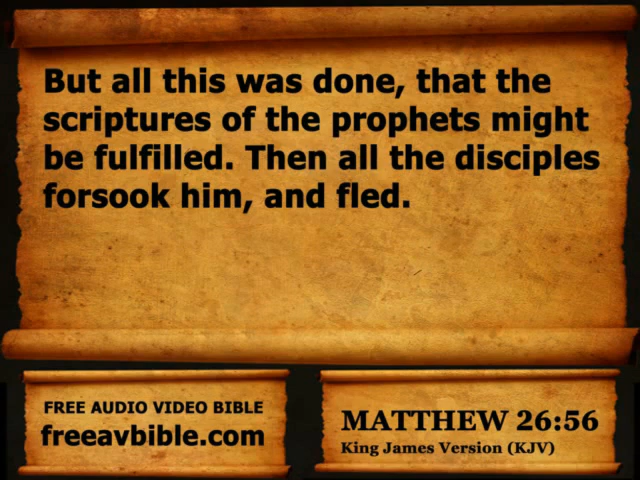 But all this was done, that the
scriptures of the prophets might
be fulfilled. Then all the disciples
forsook him, and fled.
FREE AUDIO VIDEO BIBLE
freeavbible.com
MATTHEW 26:56
King James Version (KJV)